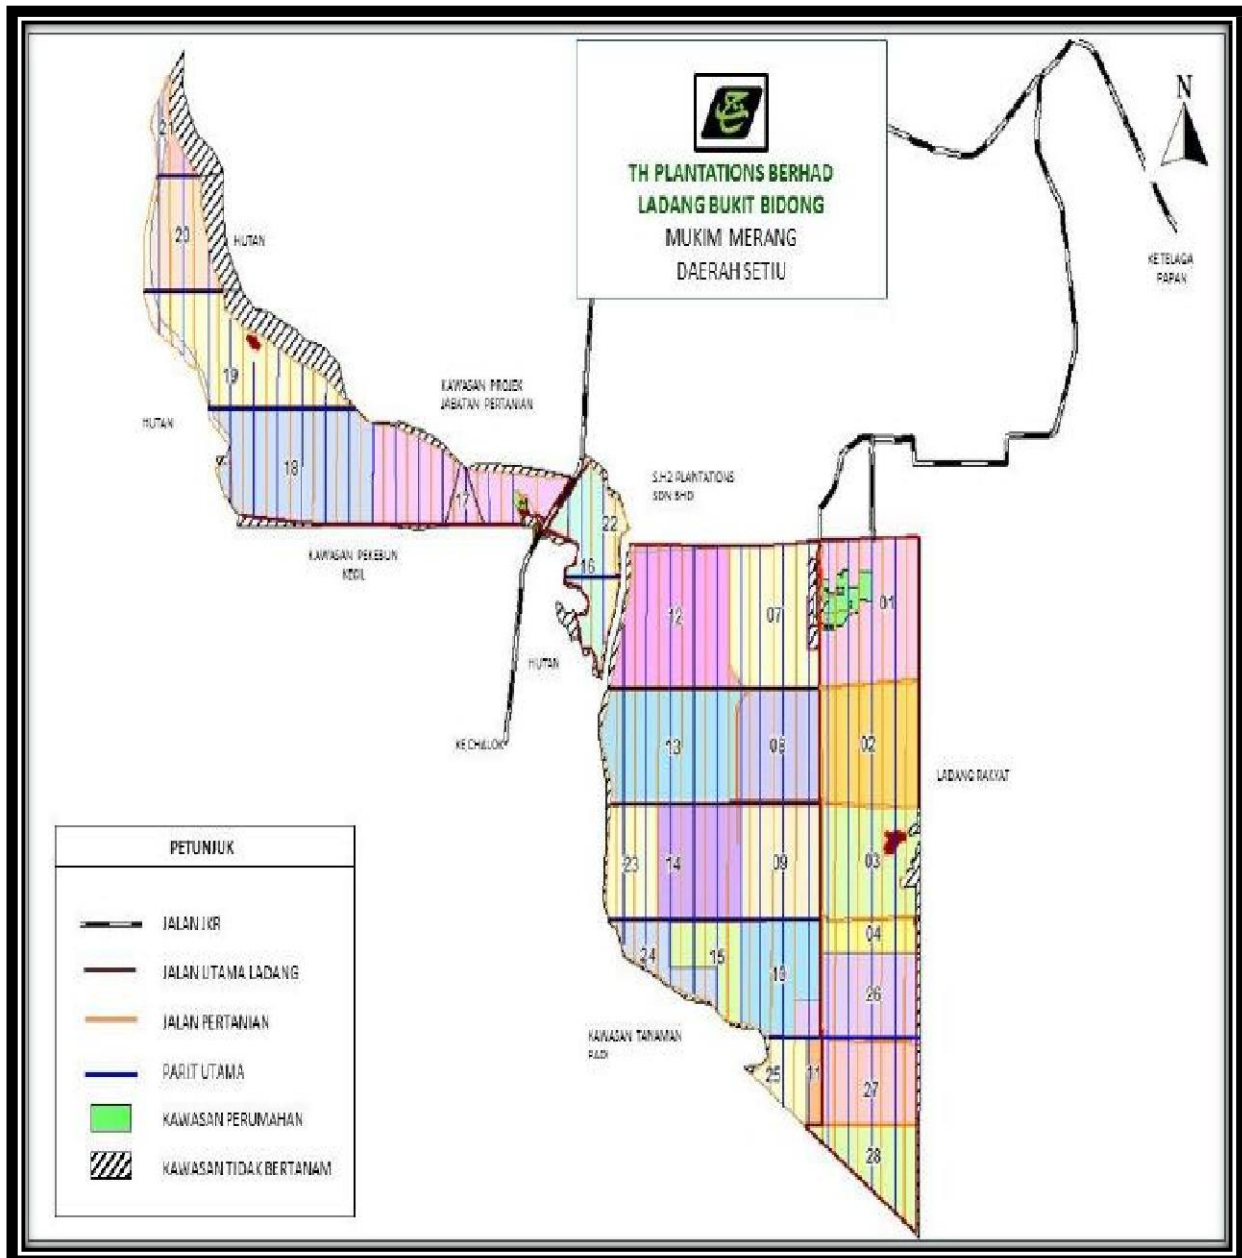 TH PLANTATIONS BERHAD
LADANG BUKIT BIDONG
MUKIM MERANG
DAERAH SETIU
N
KE TELAGA
PAPAN
21
20
HUTAN
19
HUTAN
18
KAWASAN PROJEK
JABATAN PERTANIAN
17
KAWASAN PEKEBUN
KECIL
S.H.2 PLANTATIONS
SDN BHD
22
16
HUTAN
KE CHALOK
12
07
01
13
08
02
LADANG RAKYAT
23
14
09
03
24
15
10
04
26
KAWASAN TANAMAN
PADI
25
11
27
28
PETUNJUK
JALAN JKR
JALAN UTAMA LADANG
JALAN PERTANIAN
PARIT UTAMA
KAWASAN PERUMAHAN
KAWASAN TIDAK BERTANAM